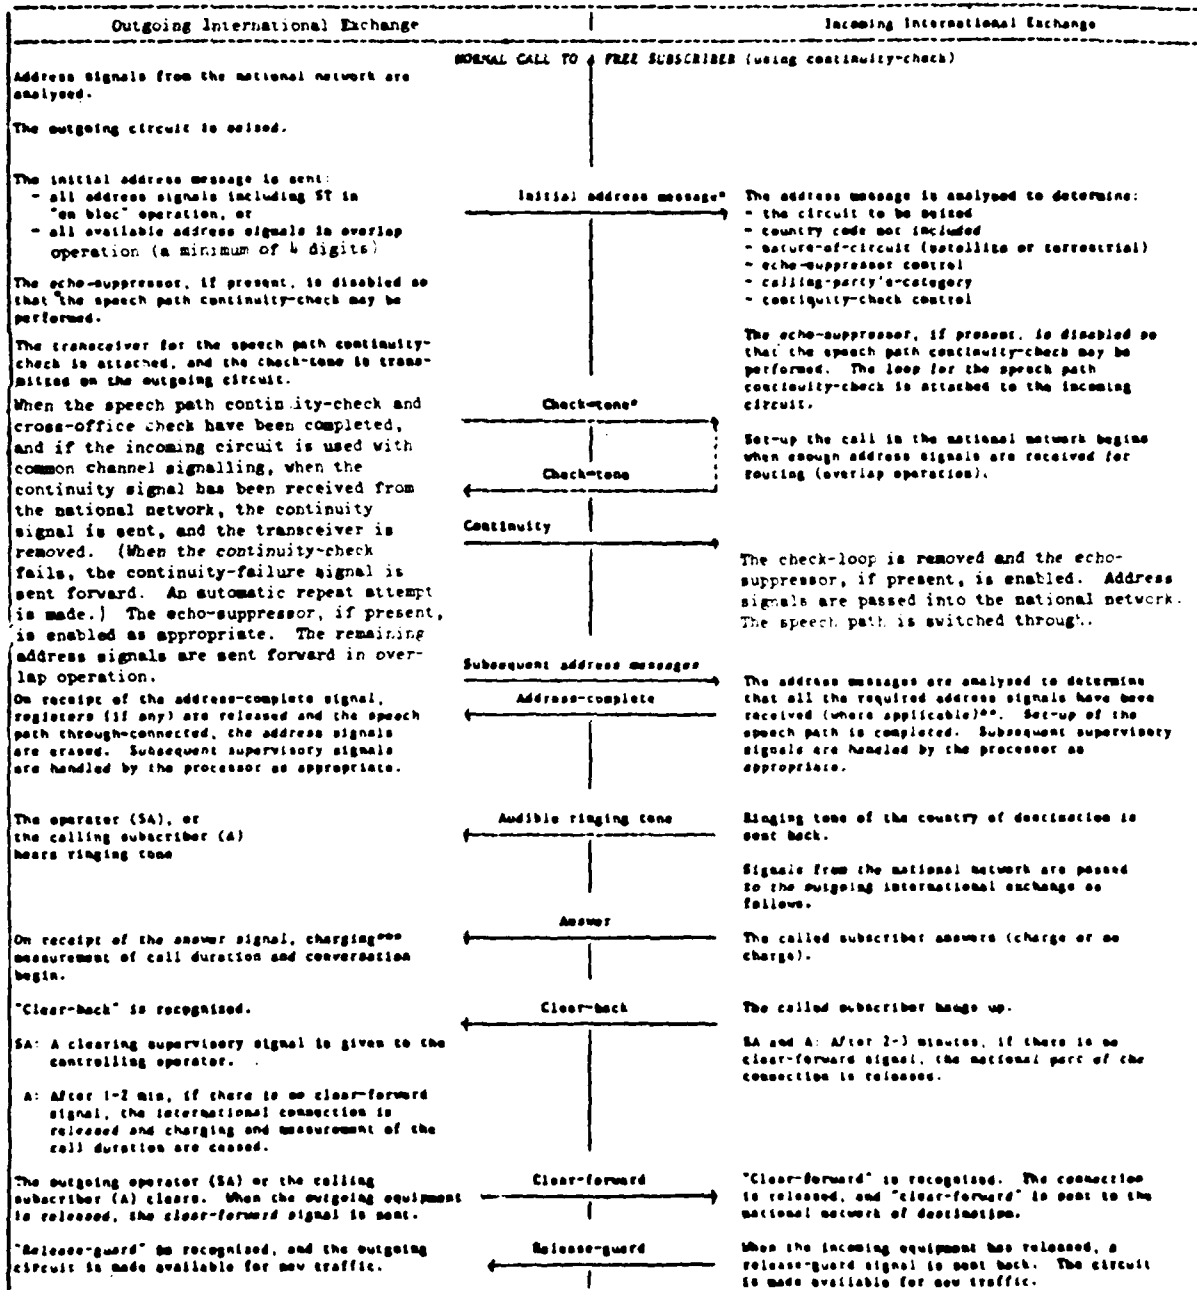 Outgoing International Exchange
Incoming International Exchange
NORMAL CALL TO A FREE SUBSCRIBER (using continuity-check)
Address signals from the national network are
analysed.
The outgoing circuit is seized.
The initial address message is sent:
- all address signals including ST in
"en bloc" operation, or
- all available address signals in overlap
operation (a minimum of 4 digits)
The echo-suppressor, if present, is disabled so
that the speech path continuity-check may be
performed.
The transceiver for the speech path continuity-
check is attached, and the check-tone is trans-
mitted on the outgoing circuit.
When the speech path continuity-check and
cross-office check have been completed,
and if the incoming circuit is used with
common channel signalling, when the
continuity signal has been received from
the national network, the continuity
signal is sent, and the transceiver is
removed. (When the continuity-check
fails, the continuity-failure signal is
sent forward. An automatic repeat attempt
is made.) The echo-suppressor, if present,
is enabled as appropriate. The remaining
address signals are sent forward in over-
lap operation.
On receipt of the address-complete signal,
registers (if any) are released and the speech
path through-connected, the address signals
are erased. Subsequent supervisory signals
are handled by the processor as appropriate.
The operator (SA), or
the calling subscriber (A)
hears ringing tone
On receipt of the answer signal, charging***
measurement of call duration and conversation
begin.
"Clear-back" is recognised.
SA: A clearing supervisory signal is given to the
controlling operator.
A: After 1-2 min, if there is no clear-forward
signal, the international connection is
released and charging and measurement of the
call duration are ceased.
The outgoing operator (SA) or the calling
subscriber (A) clears. When the outgoing equipment
is released, the clear-forward signal is sent.
"Release-guard" is recognised, and the outgoing
circuit is made available for new traffic.
Initial address message*
Check-tone*
Check-tone
Continuity
Subsequent address messages
Address-complete
Audible ringing tone
Answer
Clear-back
Clear-forward
Release-guard
The address message is analysed to determine:
- the circuit to be seized
- country code not included
- nature-of-circuit (satellite or terrestrial)
- echo-suppressor control
- calling-party's-category
- contiquity-check control
The echo-suppressor, if present, is disabled so
that the speech path continuity-check may be
performed. The loop for the speech path
continuity-check is attached to the incoming
circuit.
Set-up the call in the national network begins
when enough address signals are received for
routing (overlap operation).
The check-loop is removed and the echo-
suppressor, if present, is enabled. Address
signals are passed into the national network.
The speech path is switched through.
The address messages are analysed to determine
that all the required address signals have been
received (where applicable)**. Set-up of the
speech path is completed. Subsequent supervisory
signals are handled by the processor as
appropriate.
Ringing tone of the country of destination is
sent back.
Signals from the national network are passed
to the outgoing international exchange as
follows.
The called subscriber answers (charge or no
charge).
The called subscriber hangs up.
SA and A: After 2-3 minutes, if there is no
clear-forward signal, the national part of the
connection is released.
"Clear-forward" is recognised. The connection
is released, and "clear-forward" is sent to the
national network of destination.
When the incoming equipment has released, a
release-guard signal is sent back. The circuit
is made available for new traffic.